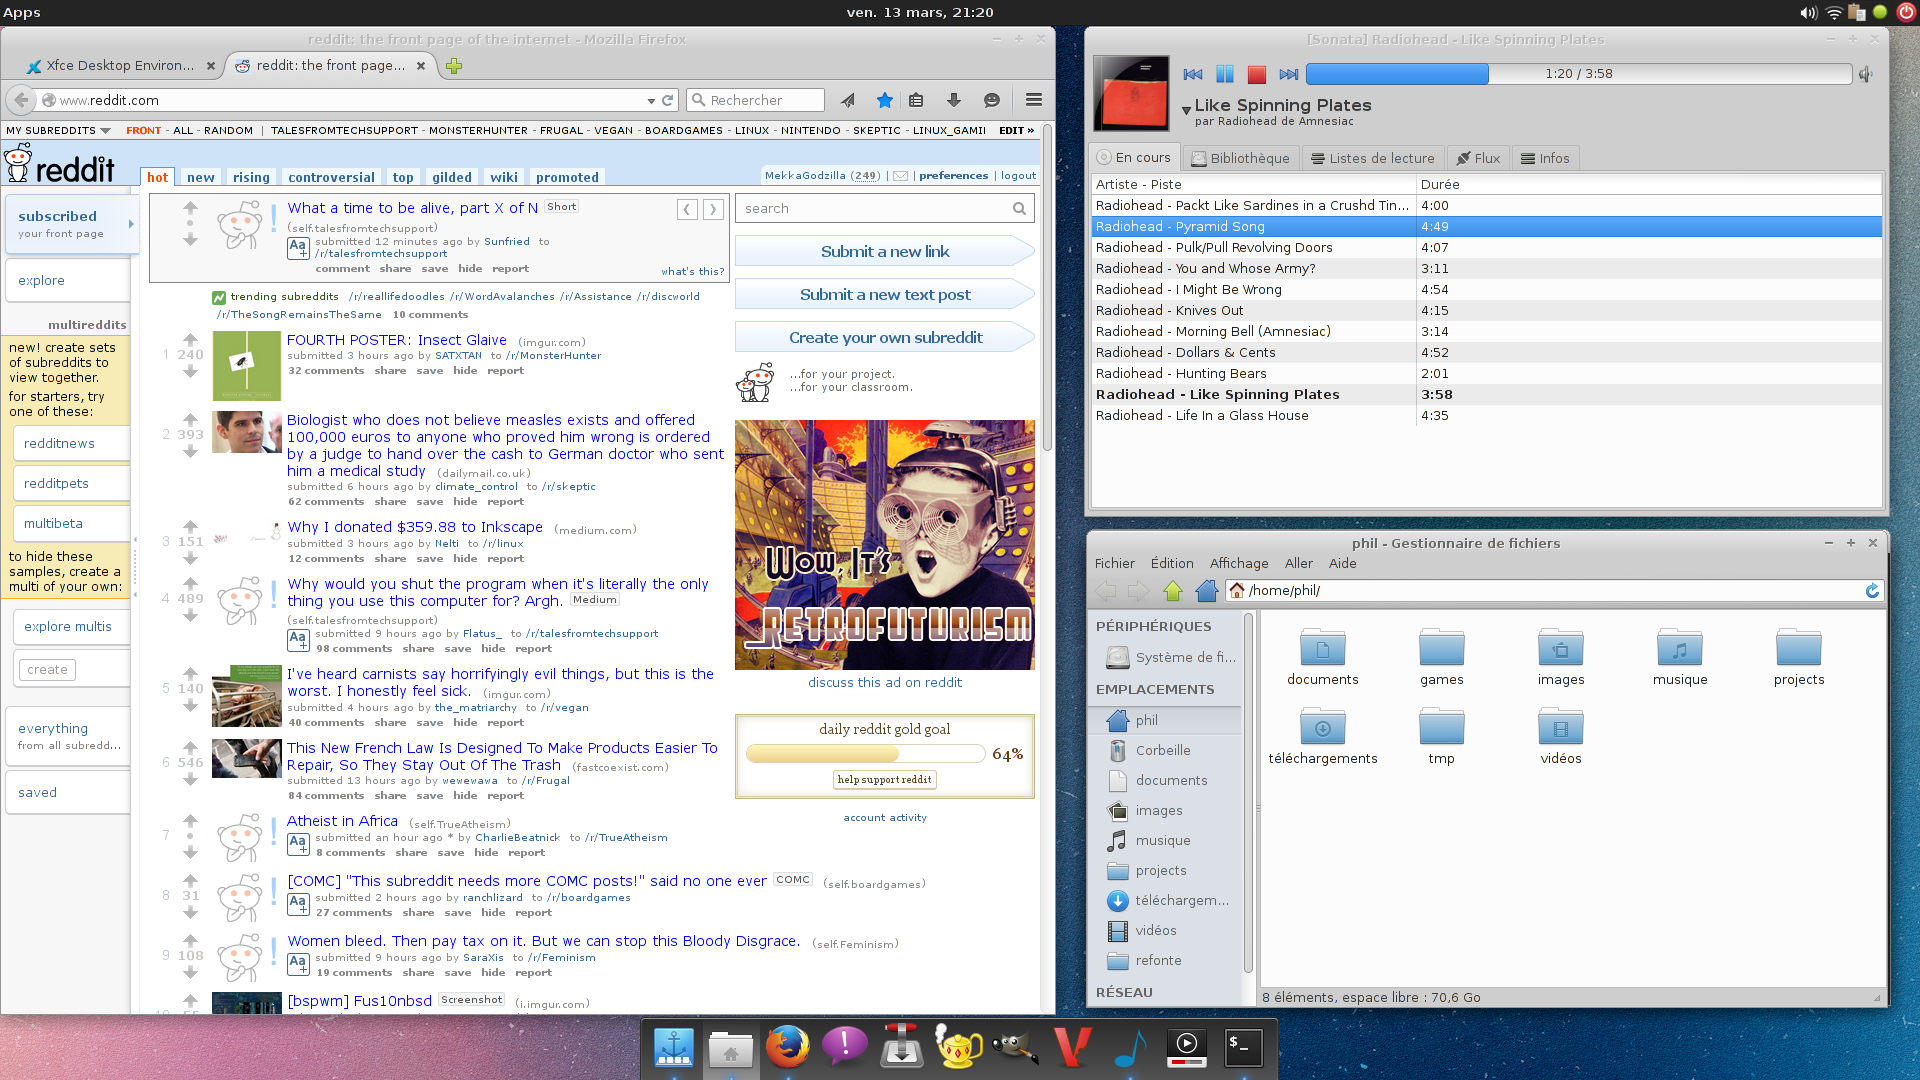 Apps
ven. 13 mars, 21:20
reddit: the front page of the internet - Mozilla Firefox
Xfce Desktop Environ...
reddit: the front page...
www.reddit.com
Rechercher
MY SUBREDDITS
FRONT - ALL - RANDOM | TALESFROMTECHSUPPORT - MONSTERHUNTER - FRUGAL - VEGAN - BOARDGAMES - LINUX - NINTENDO - SKEPTIC - LINUX_GAMII
EDIT »
reddit
hot new rising controversial top gilded wiki promoted
MekkaGodzilla (249) | | preferences | logout
subscribed
your front page
explore
multireddits
new! create sets
of subreddits to
view together.
for starters, try
one of these:
redditnews
redditpets
multibeta
to hide these
samples, create a
multi of your own:
explore multis
create
everything
from all subredd...
saved
What a time to be alive, part X of N Short
(self.talesfromtechsupport)
Aa+
submitted 12 minutes ago by Sunfried to
/r/talesfromtechsupport
comment share save hide report
what's this?
trending subreddits /r/reallifedoodles /r/WordAvalanches /r/Assistance /r/discworld
/r/TheSongRemainsTheSame 10 comments
1 240
FOURTH POSTER: Insect Glaive (imgur.com)
submitted 3 hours ago by SATXTAN to /r/MonsterHunter
32 comments share save hide report
2 393
Biologist who does not believe measles exists and offered
100,000 euros to anyone who proved him wrong is ordered
by a judge to hand over the cash to German doctor who sent
him a medical study (dailymail.co.uk)
submitted 6 hours ago by climate_control to /r/skeptic
62 comments share save hide report
3 151
Why I donated $359.88 to Inkscape (medium.com)
submitted 3 hours ago by Nelti to /r/linux
12 comments share save hide report
4 489
Why would you shut the program when it's literally the only
thing you use this computer for? Argh. Medium
(self.talesfromtechsupport)
Aa+
submitted 9 hours ago by Flatus_ to /r/talesfromtechsupport
98 comments share save hide report
5 140
I've heard carnists say horrifyingly evil things, but this is the
worst. I honestly feel sick. (imgur.com)
submitted 4 hours ago by the_matriarchy to /r/vegan
40 comments share save hide report
6 546
This New French Law Is Designed To Make Products Easier To
Repair, So They Stay Out Of The Trash (fastcoexist.com)
submitted 13 hours ago by wewewawa to /r/Frugal
84 comments share save hide report
7 •
Atheist in Africa (self.TrueAtheism)
Aa+
submitted an hour ago * by CharlieBeatnick to /r/TrueAtheism
8 comments share save hide report
8 31
[COMC] "This subreddit needs more COMC posts!" said no one ever COMC (self.boardgames)
Aa+
submitted 2 hours ago by ranchlizard to /r/boardgames
27 comments share save hide report
9 108
Women bleed. Then pay tax on it. But we can stop this Bloody Disgrace. (self.Feminism)
Aa+
submitted 9 hours ago by SaraXis to /r/Feminism
19 comments share save hide report
[bspwm] Fus10nbsd Screenshot (i.imgur.com)
search
Submit a new link
Submit a new text post
Create your own subreddit
...for your project.
...for your classroom.
Wow, It's
RETROFUTURISM
discuss this ad on reddit
daily reddit gold goal
64%
help support reddit
account activity
[Sonata] Radiohead - Like Spinning Plates
1:20 / 3:58
Like Spinning Plates
par Radiohead de Amnesiac
En cours
Bibliothèque
Listes de lecture
Flux
Infos
Artiste - Piste Durée
Radiohead - Packt Like Sardines in a Crushd Tin... 4:00
Radiohead - Pyramid Song 4:49
Radiohead - Pulk/Pull Revolving Doors 4:07
Radiohead - You and Whose Army? 3:11
Radiohead - I Might Be Wrong 4:54
Radiohead - Knives Out 4:15
Radiohead - Morning Bell (Amnesiac) 3:14
Radiohead - Dollars & Cents 4:52
Radiohead - Hunting Bears 2:01
Radiohead - Like Spinning Plates 3:58
Radiohead - Life In a Glass House 4:35
phil - Gestionnaire de fichiers
Fichier Édition Affichage Aller Aide
/home/phil/
PÉRIPHÉRIQUES
Système de fi...
EMPLACEMENTS
phil
Corbeille
documents
images
musique
projects
téléchargem...
vidéos
refonte
RÉSEAU
documents games images musique projects
téléchargements tmp vidéos
8 éléments, espace libre : 70,6 Go
$_